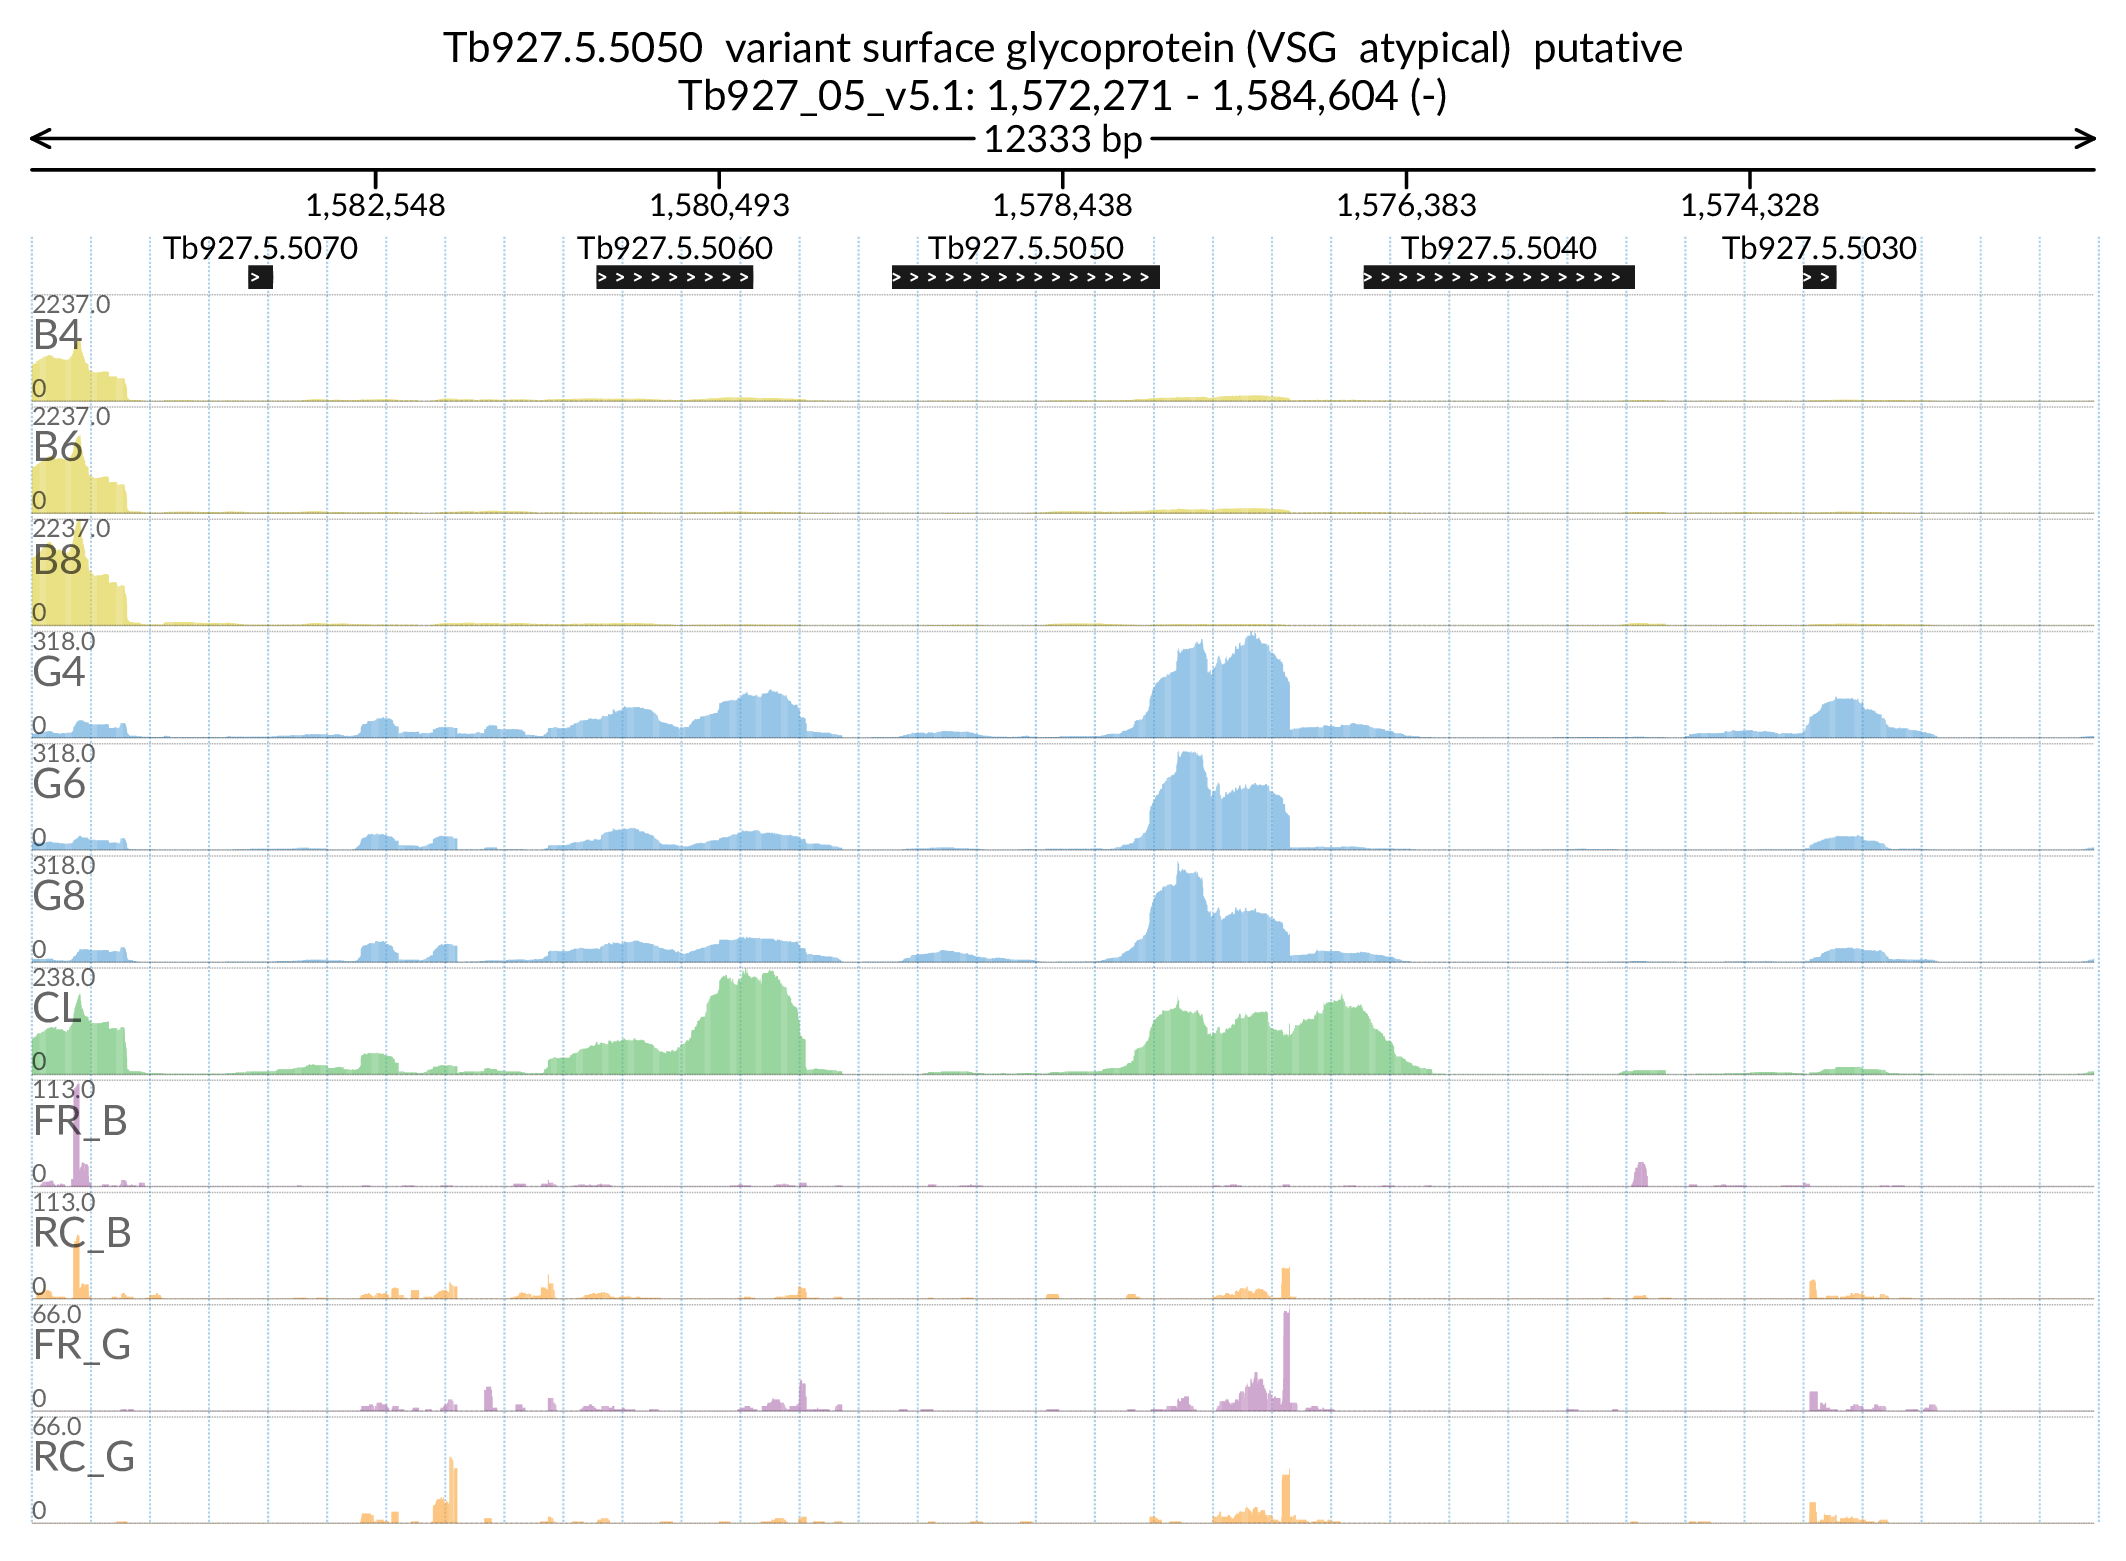 Tb927.5.5050 variant surface glycoprotein (VSG atypical) putative
Tb927_05_v5.1: 1,572,271 - 1,584,604 (-)
12333 bp
1,582,548 1,580,493 1,578,438 1,576,383 1,574,328
Tb927.5.5070 Tb927.5.5060 Tb927.5.5050 Tb927.5.5040 Tb927.5.5030
2237.0
B4
0
2237.0
B6
0
2237.0
B8
0
318.0
G4
0
318.0
G6
0
318.0
G8
0
238.0
CL
0
113.0
FR_B
0
113.0
RC_B
0
66.0
FR_G
0
66.0
RC_G
0